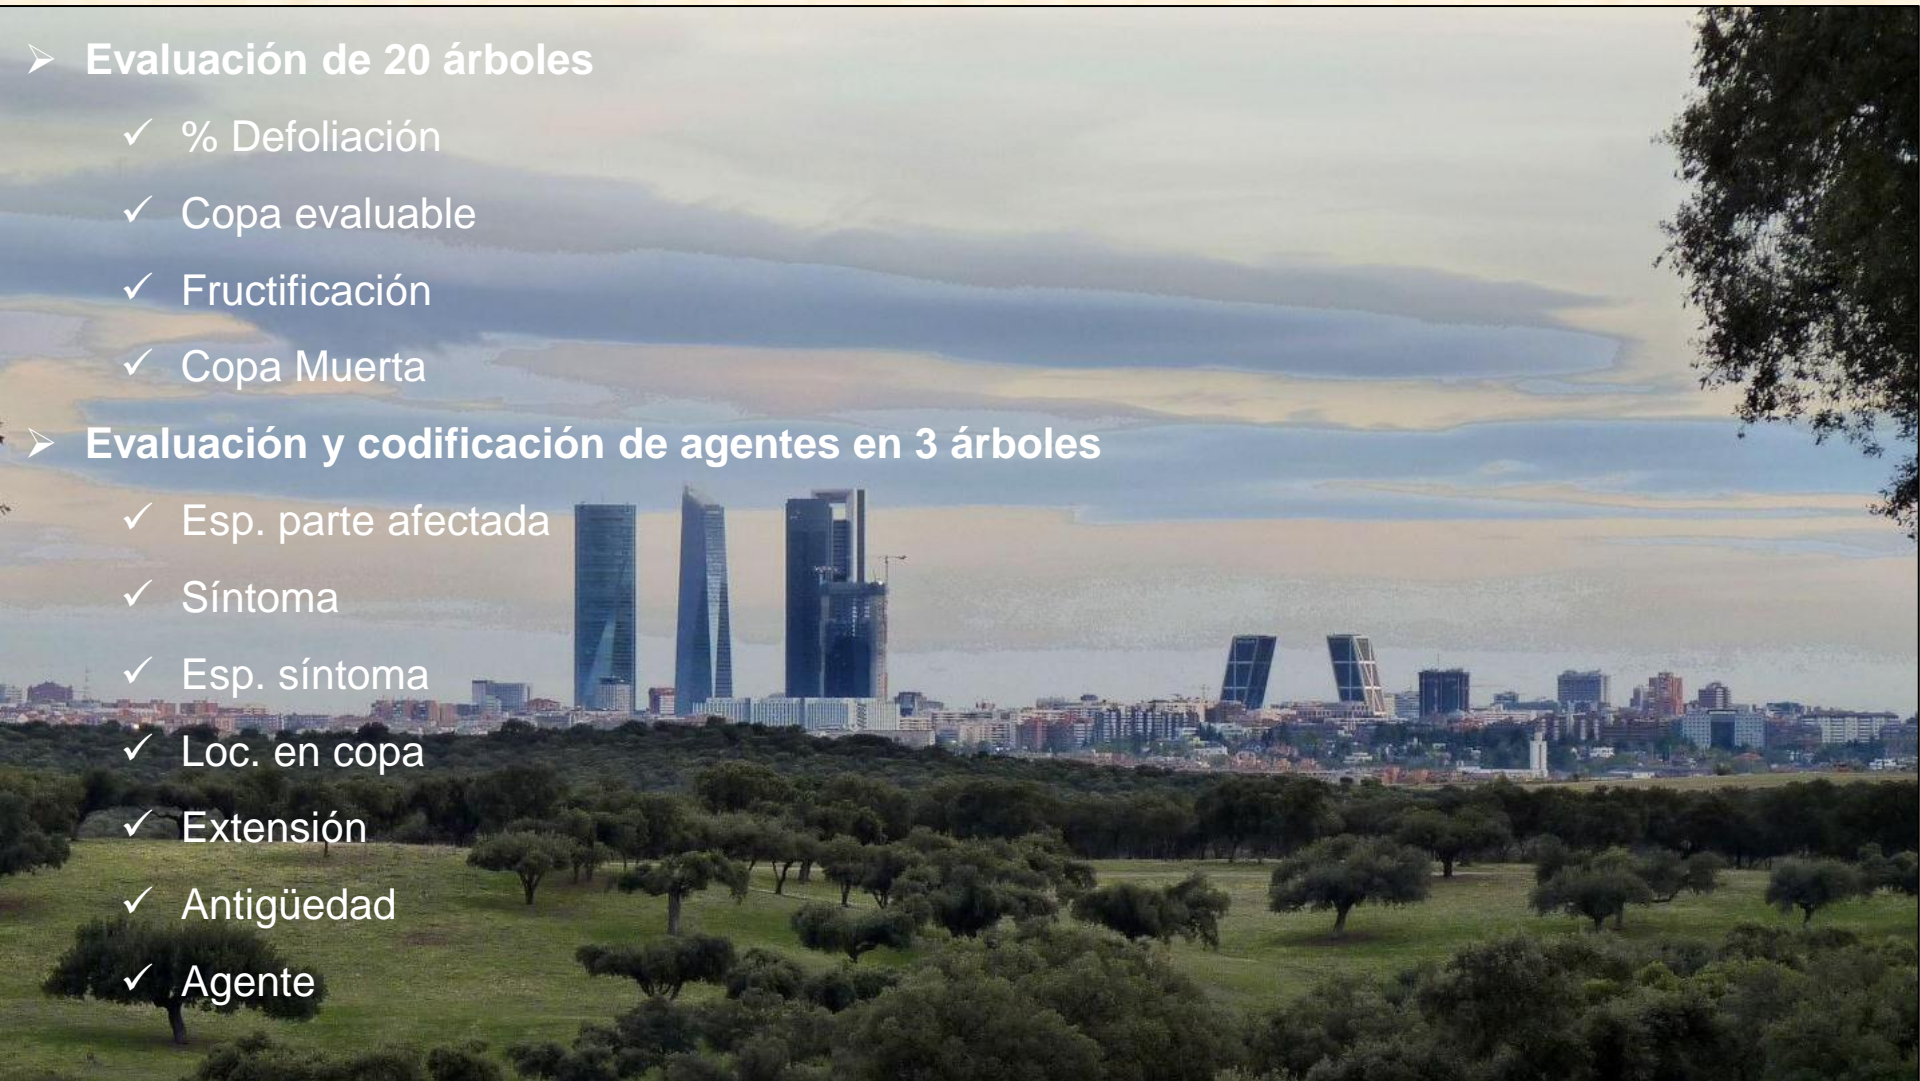 ➢ Evaluación de 20 árboles
✓ % Defoliación
✓ Copa evaluable
✓ Fructificación
✓ Copa Muerta
➢ Evaluación y codificación de agentes en 3 árboles
✓ Esp. parte afectada
✓ Síntoma
✓ Esp. síntoma
✓ Loc. en copa
✓ Extensión
✓ Antigüedad
✓ Agente